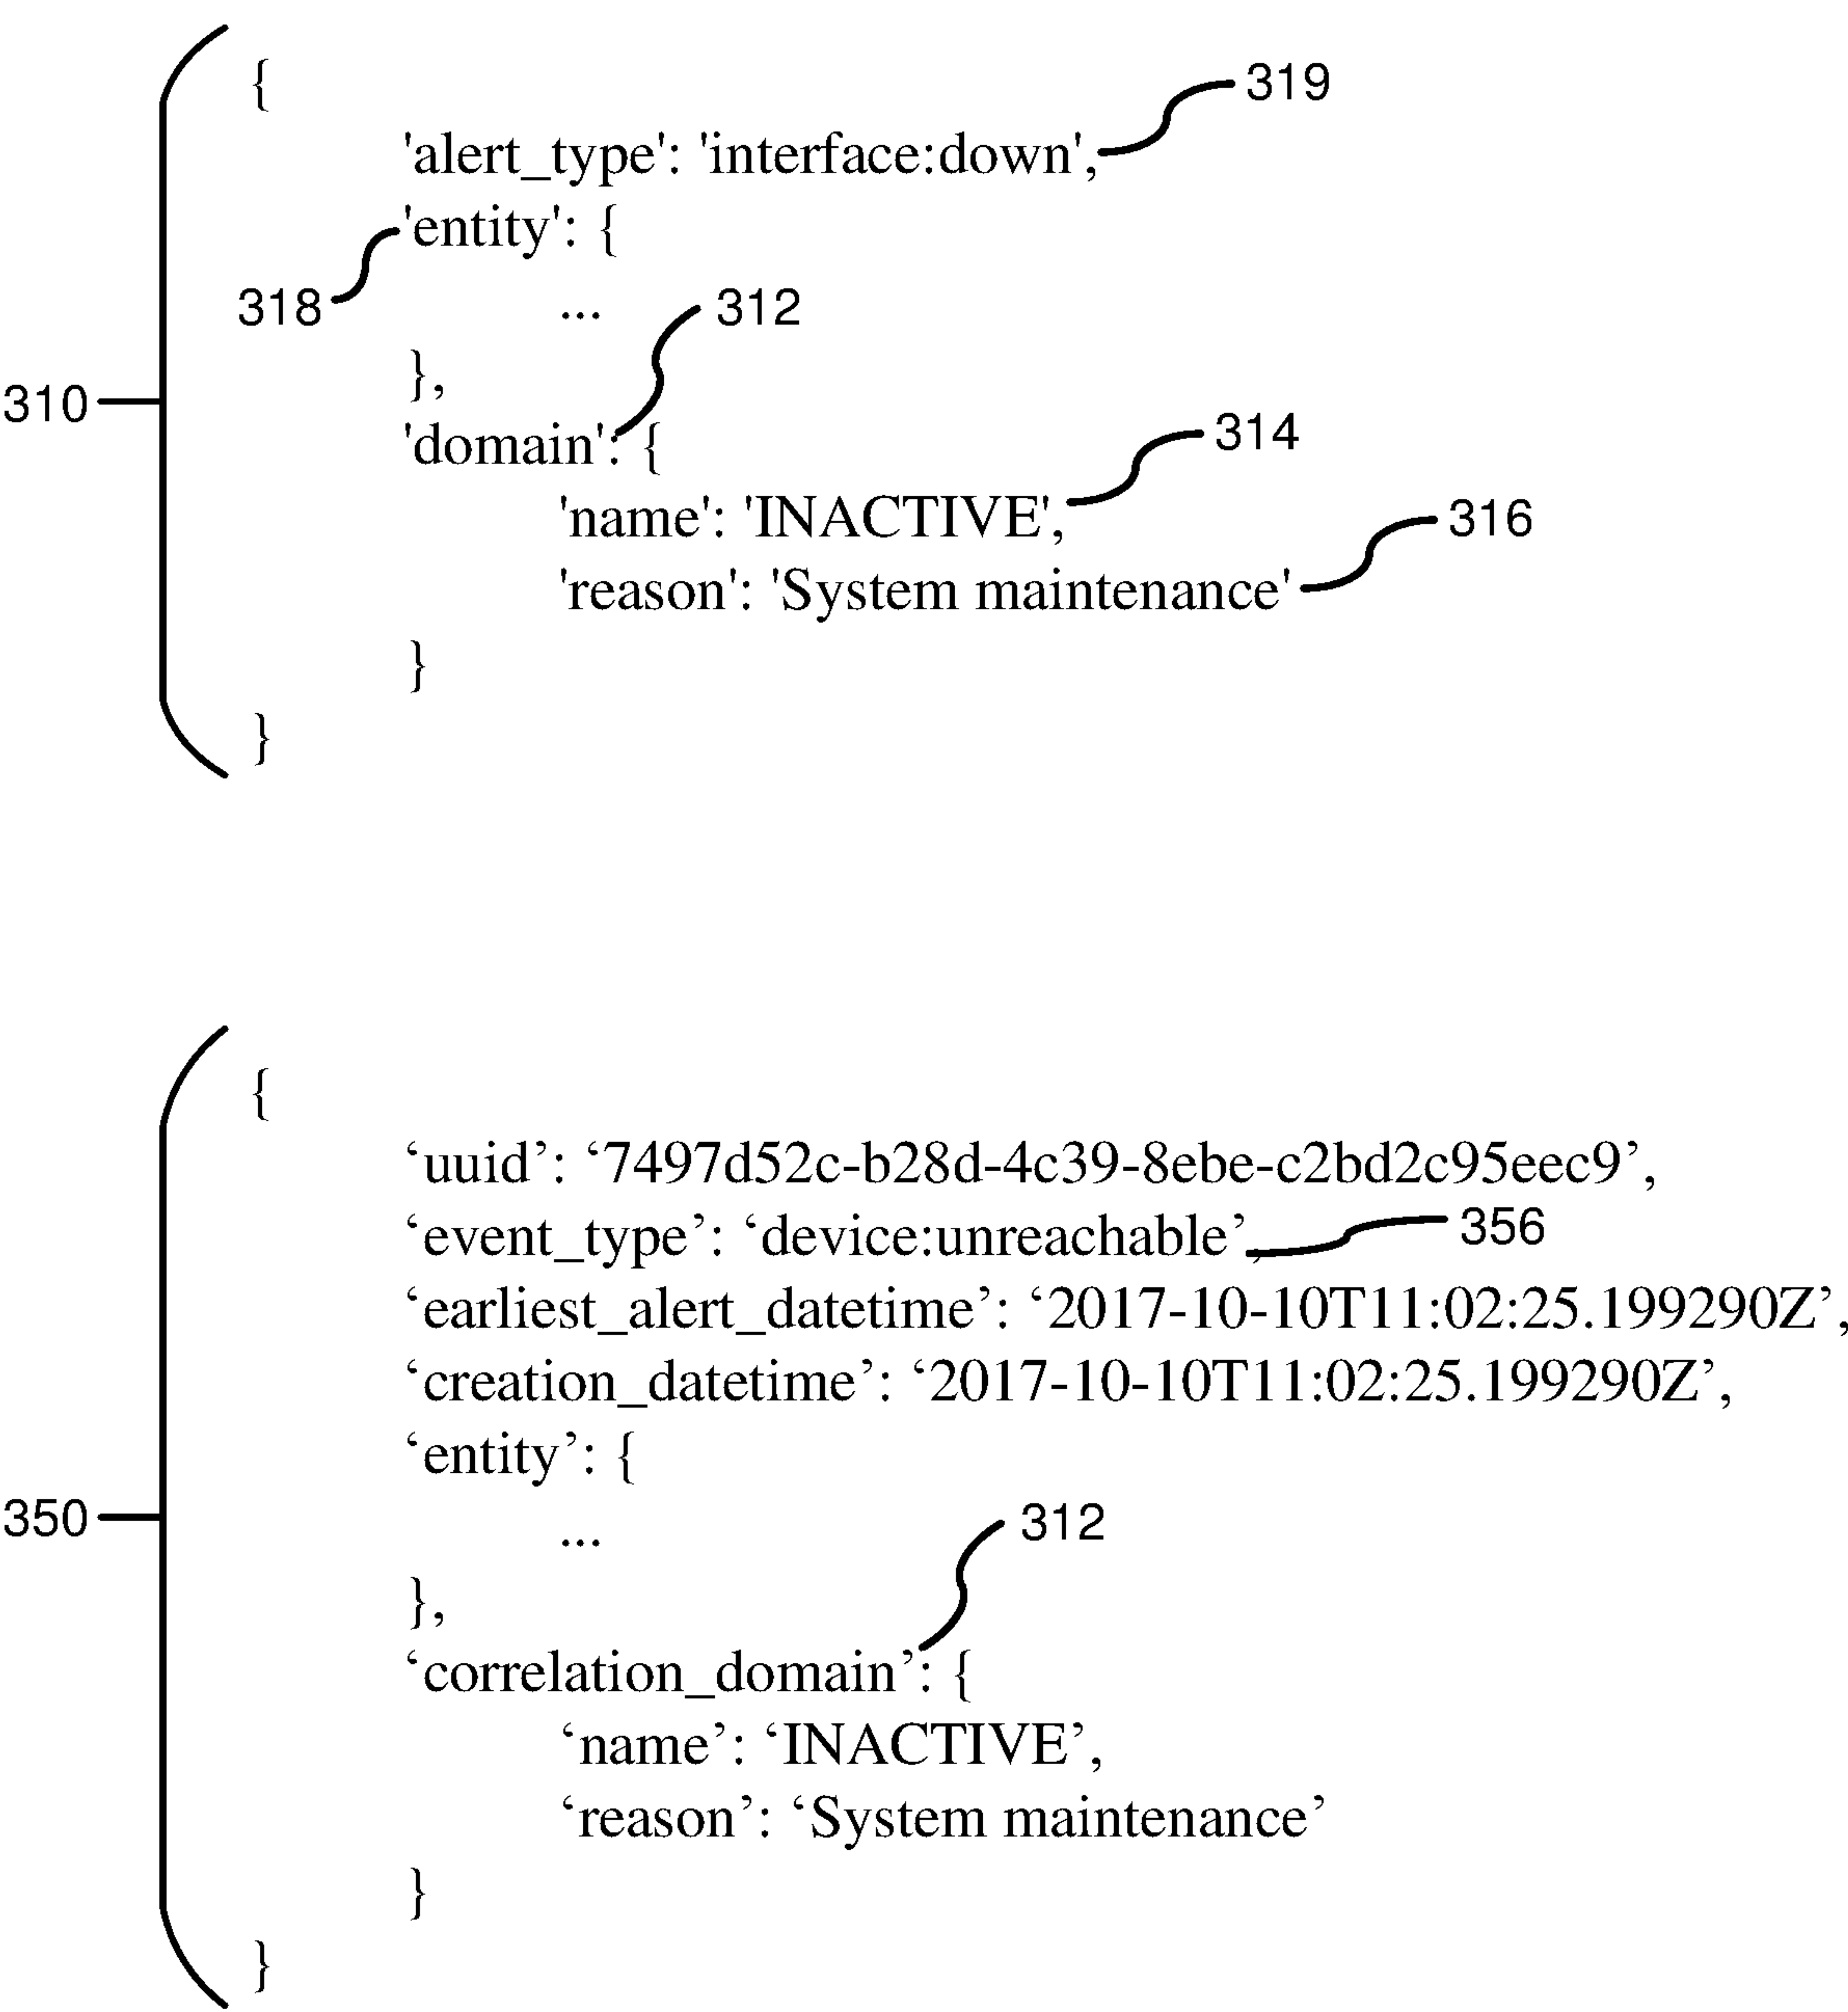 {
319
'alert_type': 'interface:down',
'entity': {
318
...
312
},
310
'domain': {
314
'name': 'INACTIVE',
316
'reason': 'System maintenance'
}
}
{
‘uuid’: ‘7497d52c-b28d-4c39-8ebe-c2bd2c95eec9’,
‘event_type’: ‘device:unreachable’, 356
‘earliest_alert_datetime’: ‘2017-10-10T11:02:25.199290Z’,
‘creation_datetime’: ‘2017-10-10T11:02:25.199290Z’,
‘entity’: {
350
...
312
},
‘correlation_domain’: {
‘name’: ‘INACTIVE’,
‘reason’: ‘System maintenance’
}
}